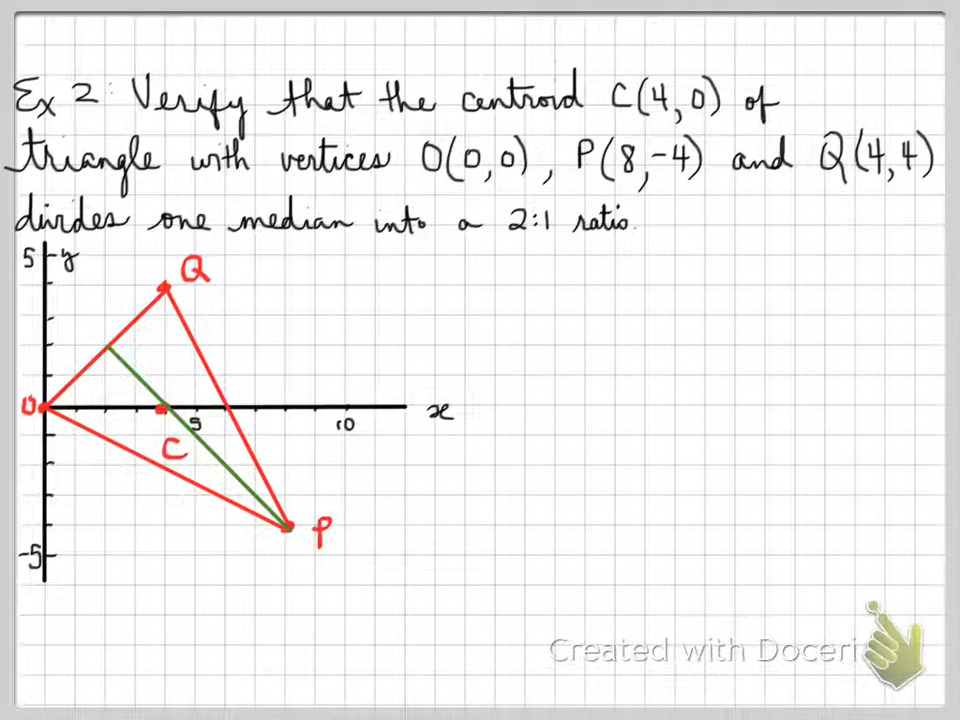 Ex 2: Verify that the centroid C(4,0) of
triangle with vertices O(0,0), P(8,-4) and Q(4,4)
divides one median into a 2:1 ratio.
5 y
Q
O
5
10
x
C
P
-5
Created with Doceri